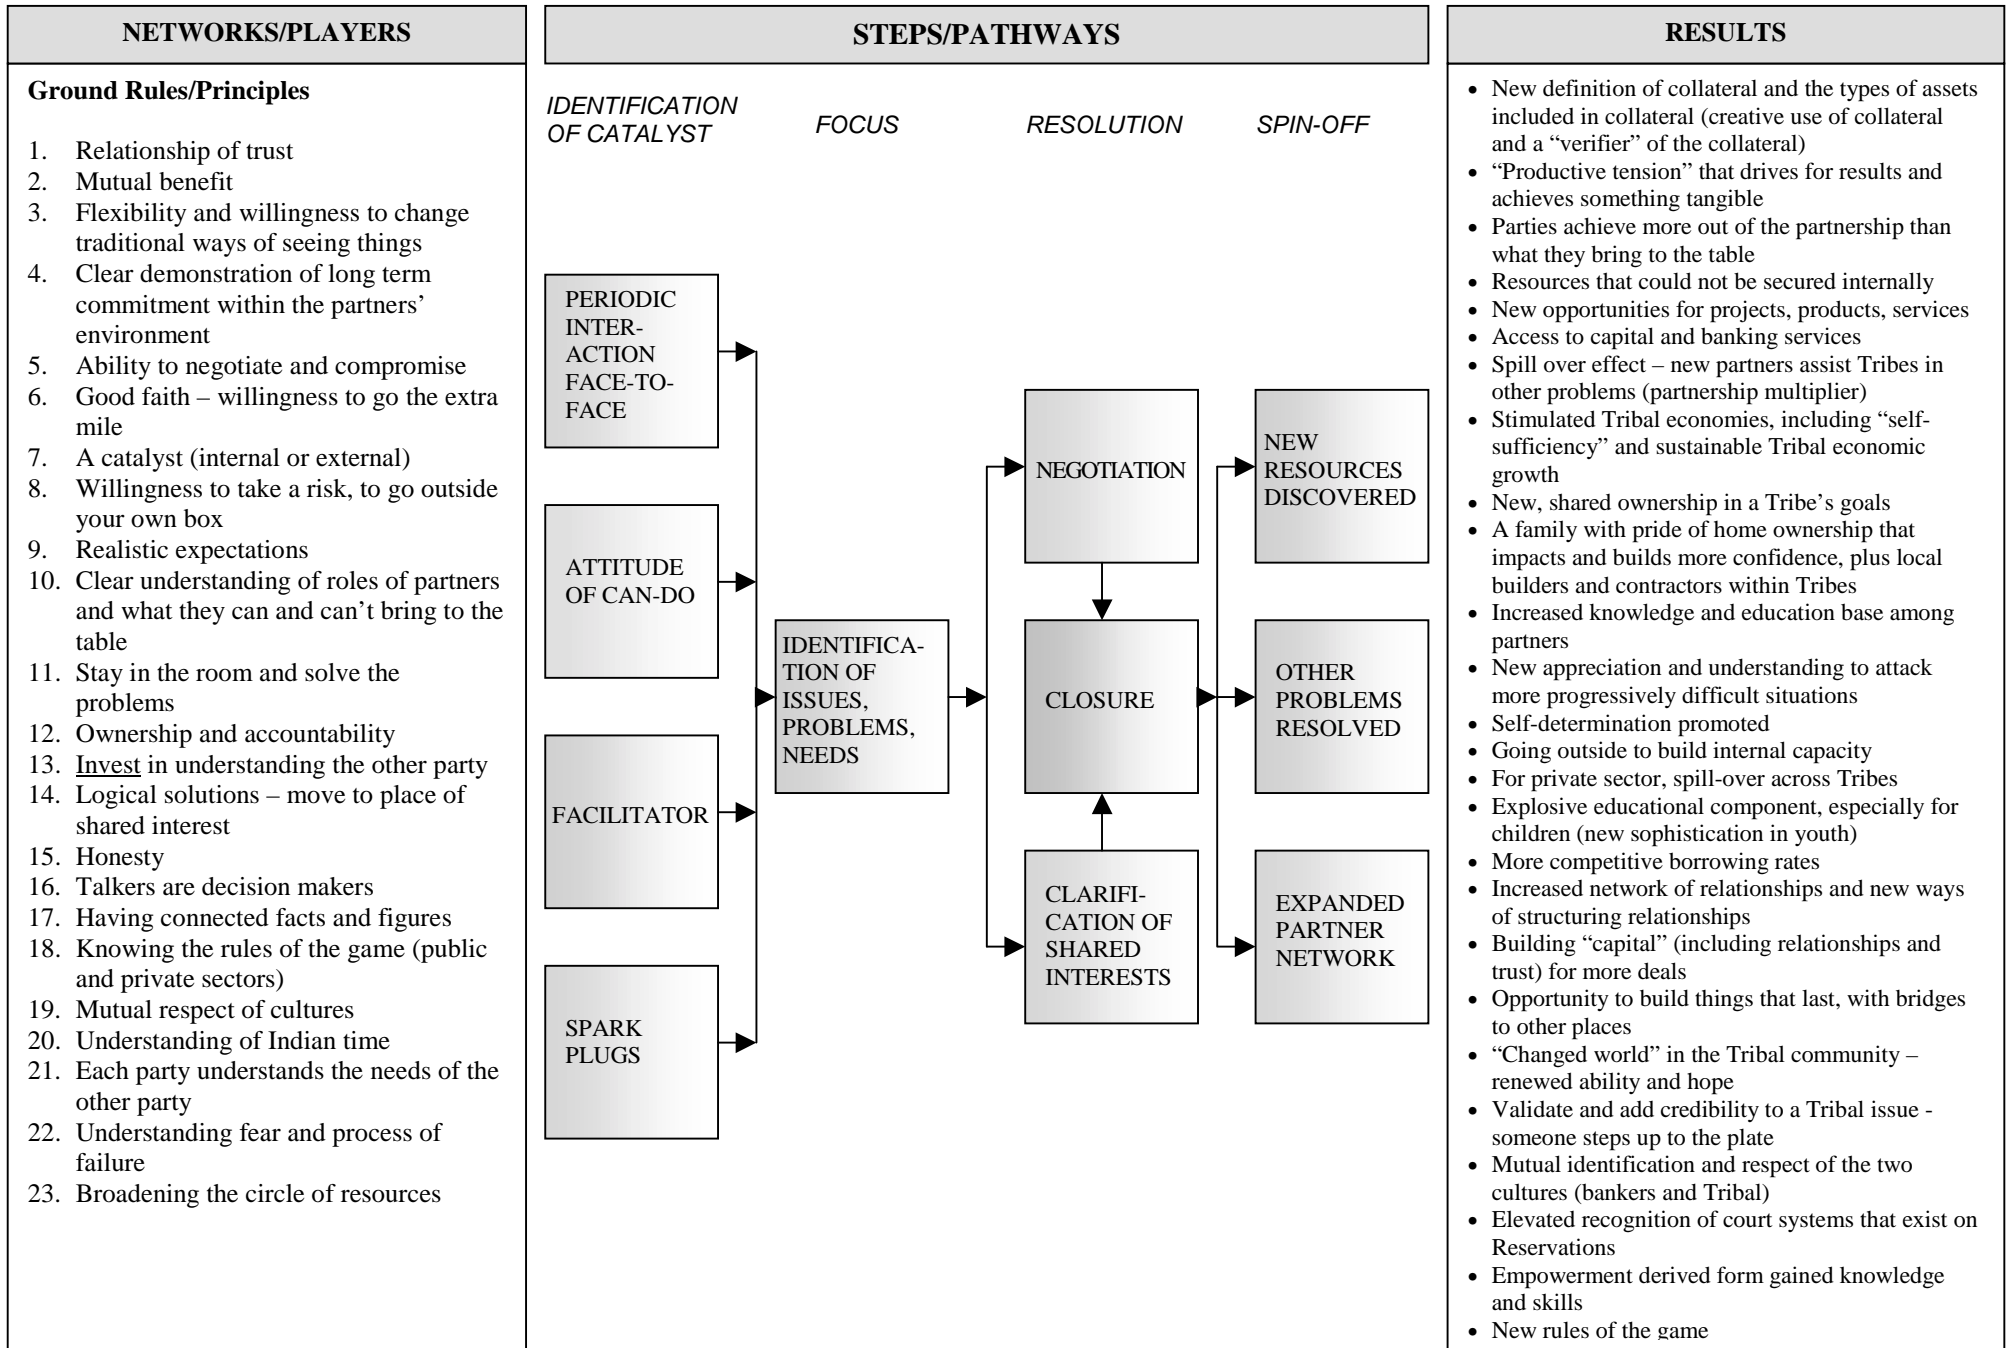 NETWORKS/PLAYERS
Ground Rules/Principles
1. Relationship of trust
2. Mutual benefit
3. Flexibility and willingness to change
traditional ways of seeing things
4. Clear demonstration of long term
commitment within the partners’
environment
5. Ability to negotiate and compromise
6. Good faith – willingness to go the extra
mile
7. A catalyst (internal or external)
8. Willingness to take a risk, to go outside
your own box
9. Realistic expectations
10. Clear understanding of roles of partners
and what they can and can’t bring to the
table
11. Stay in the room and solve the
problems
12. Ownership and accountability
13. Invest in understanding the other party
14. Logical solutions – move to place of
shared interest
15. Honesty
16. Talkers are decision makers
17. Having connected facts and figures
18. Knowing the rules of the game (public
and private sectors)
19. Mutual respect of cultures
20. Understanding of Indian time
21. Each party understands the needs of the
other party
22. Understanding fear and process of
failure
23. Broadening the circle of resources
STEPS/PATHWAYS
IDENTIFICATION
OF CATALYST
FOCUS
RESOLUTION
SPIN-OFF
PERIODIC
INTER-
ACTION
FACE-TO-
FACE
ATTITUDE
OF CAN-DO
FACILITATOR
SPARK
PLUGS
IDENTIFICA-
TION OF
ISSUES,
PROBLEMS,
NEEDS
NEGOTIATION
CLOSURE
CLARIFI-
CATION OF
SHARED
INTERESTS
NEW
RESOURCES
DISCOVERED
OTHER
PROBLEMS
RESOLVED
EXPANDED
PARTNER
NETWORK
RESULTS
• New definition of collateral and the types of assets
included in collateral (creative use of collateral
and a “verifier” of the collateral)
• “Productive tension” that drives for results and
achieves something tangible
• Parties achieve more out of the partnership than
what they bring to the table
• Resources that could not be secured internally
• New opportunities for projects, products, services
• Access to capital and banking services
• Spill over effect – new partners assist Tribes in
other problems (partnership multiplier)
• Stimulated Tribal economies, including “self-
sufficiency” and sustainable Tribal economic
growth
• New, shared ownership in a Tribe’s goals
• A family with pride of home ownership that
impacts and builds more confidence, plus local
builders and contractors within Tribes
• Increased knowledge and education base among
partners
• New appreciation and understanding to attack
more progressively difficult situations
• Self-determination promoted
• Going outside to build internal capacity
• For private sector, spill-over across Tribes
• Explosive educational component, especially for
children (new sophistication in youth)
• More competitive borrowing rates
• Increased network of relationships and new ways
of structuring relationships
• Building “capital” (including relationships and
trust) for more deals
• Opportunity to build things that last, with bridges
to other places
• “Changed world” in the Tribal community –
renewed ability and hope
• Validate and add credibility to a Tribal issue -
someone steps up to the plate
• Mutual identification and respect of the two
cultures (bankers and Tribal)
• Elevated recognition of court systems that exist on
Reservations
• Empowerment derived form gained knowledge
and skills
• New rules of the game